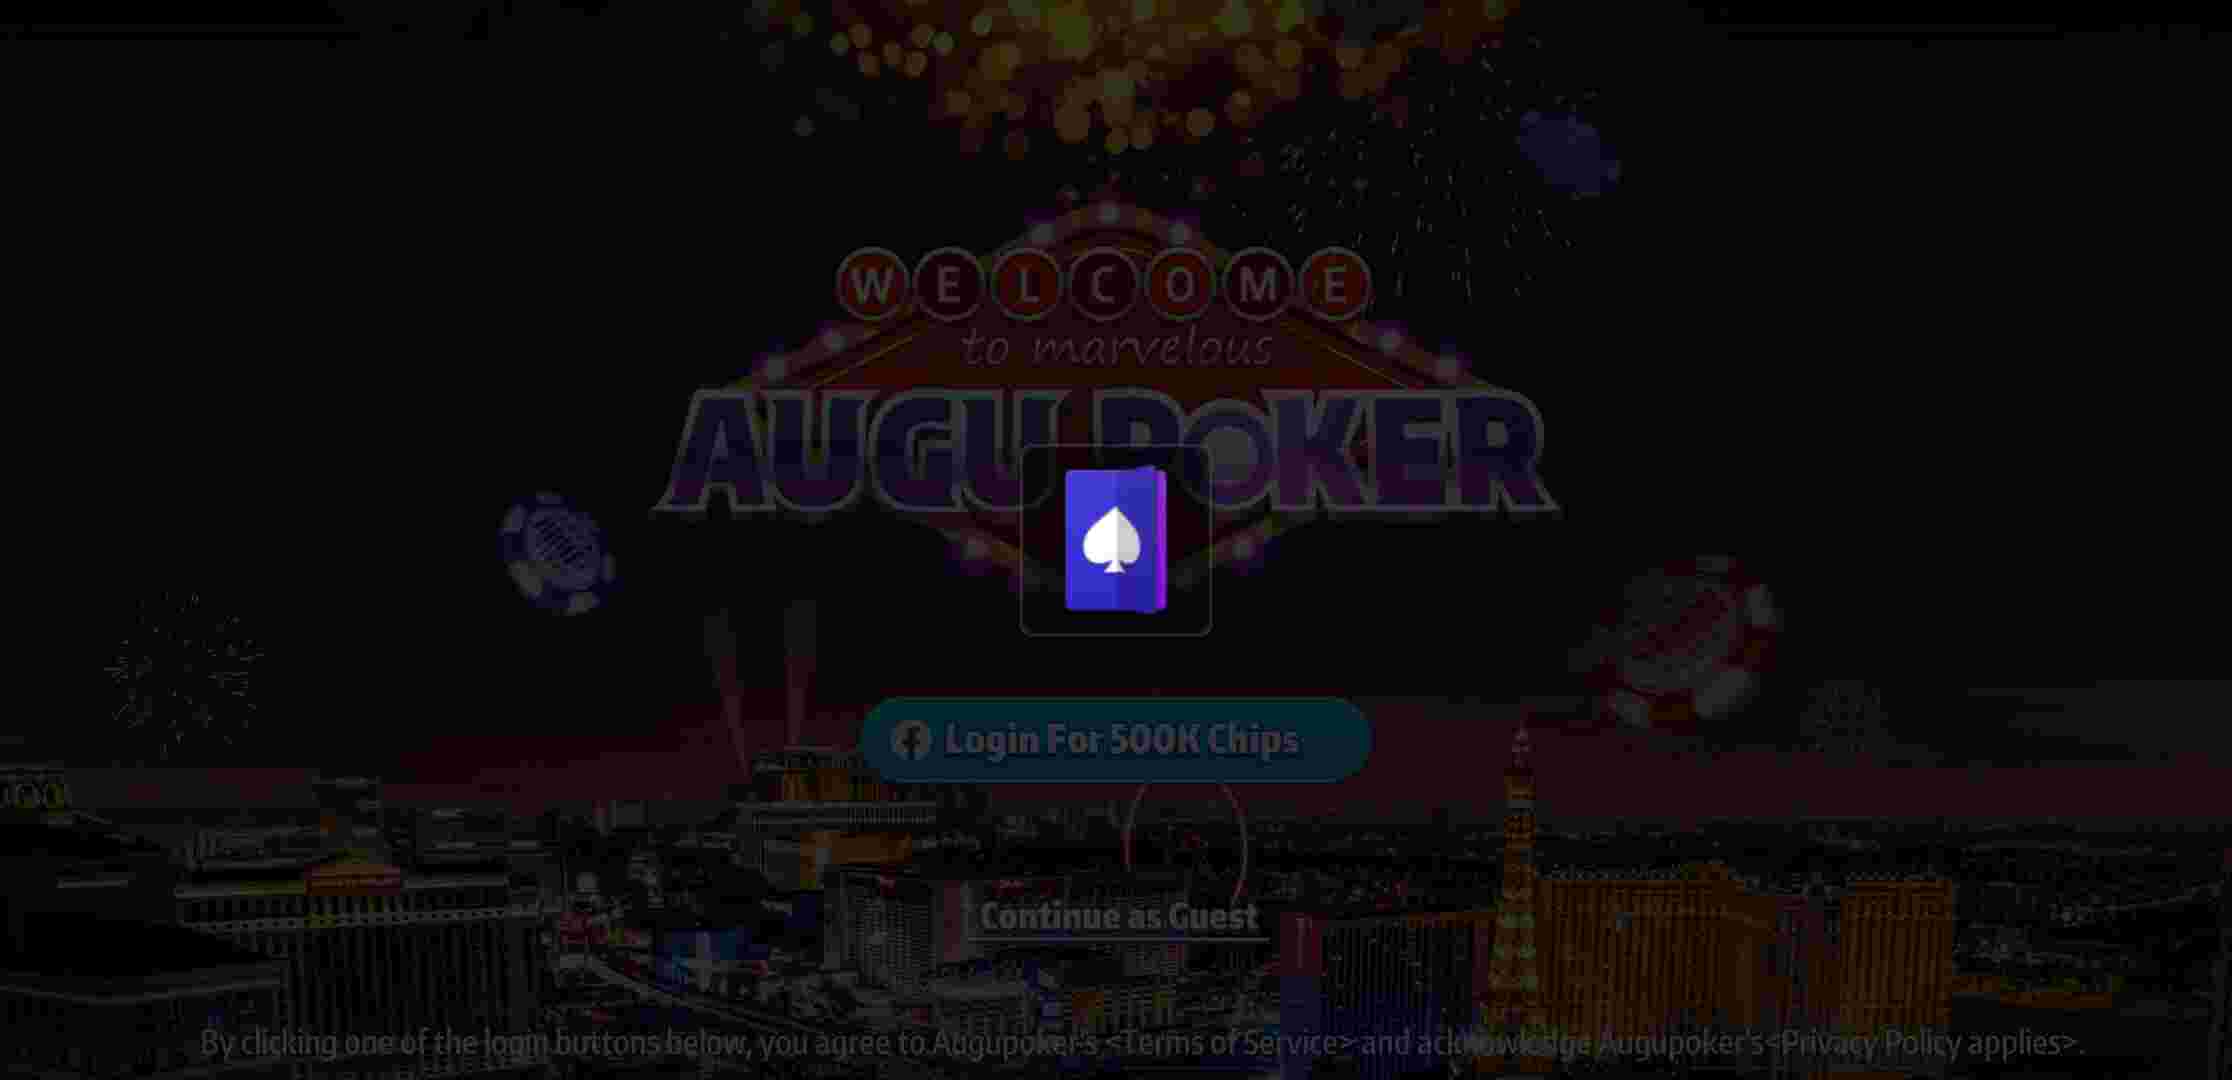 WELCOME
to marvelous
AUGU POKER
Login For 500K Chips
Continue as Guest
By clicking one of the login buttons below, you agree to Augupoker's <Terms of Service> and acknowledge Augupoker's<Privacy Policy applies>.